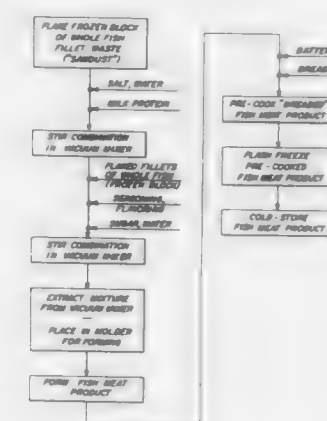 FLAKE FROZEN BLOCK
OF WHOLE FISH
FILLET WASTE
("SAWDUST")
SALT, WATER
MILK PROTEIN
STIR COMBINATION
IN VACUUM MIXER
FLAKED FILLETS
OF WHOLE FISH
(FROZEN BLOCK)
SEASONING,
FLAVORING
SUGAR, WATER
STIR COMBINATION
IN VACUUM MIXER
EXTRACT MIXTURE
FROM VACUUM MIXER
—
PLACE IN MOLDER
FOR FORMING
FORM FISH MEAT
PRODUCT
BATTER
BREAD
PRE-COOK "BREADED"
FISH MEAT PRODUCT
FLASH FREEZE
PRE-COOKED
FISH MEAT PRODUCT
COLD-STORE
FISH MEAT PRODUCT